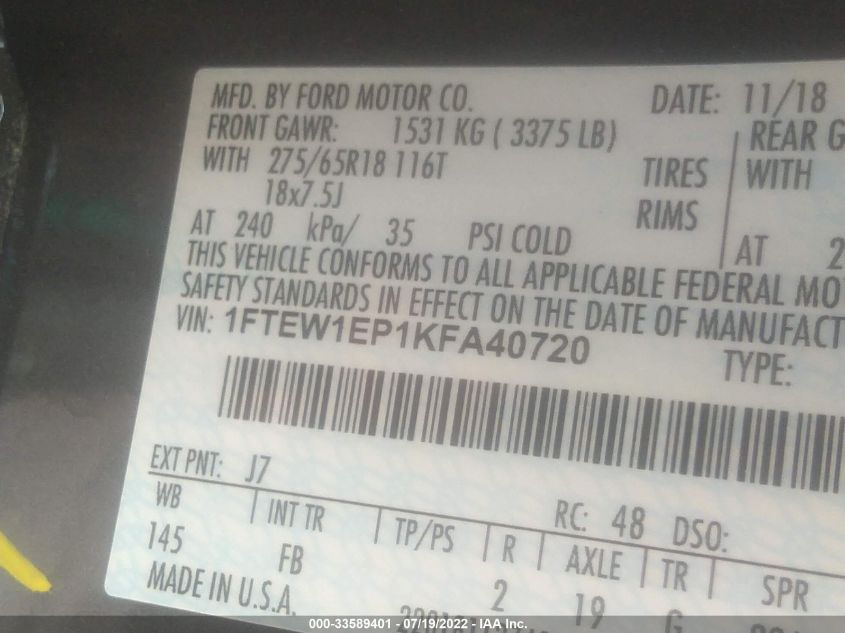 MFD. BY FORD MOTOR CO. DATE: 11/18
FRONT GAWR: 1531 KG ( 3375 LB) REAR
WITH 275/65R18 116T TIRES WITH
18x7.5J RIMS
AT 240 kPa/ 35 PSI COLD AT
THIS VEHICLE CONFORMS TO ALL APPLICABLE FEDERAL
SAFETY STANDARDS IN EFFECT ON THE DATE OF
VIN: 1FTEW1EP1KFA40720 TYPE:
EXT PNT: J7 RC: 48 DSO:
WB INT TR TP/PS R AXLE TR SPR
145 FB 2 19
MADE IN U.S.A.
000-33589401 - 07/19/2022 - IAA Inc.